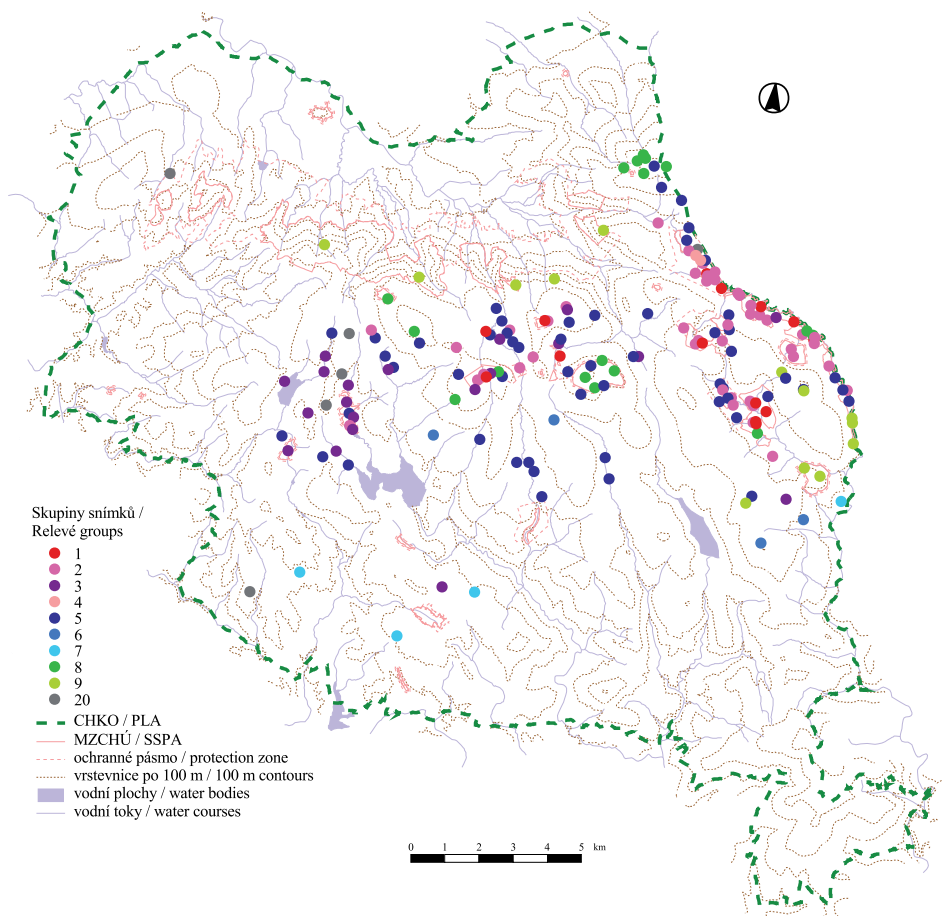 Skupiny snímků /
Relevé groups
1
2
3
4
5
6
7
8
9
20
CHKO / PLA
MZCHÚ / SSPA
ochranné pásmo / protection zone
vrstevnice po 100 m / 100 m contours
vodní plochy / water bodies
vodní toky / water courses
0 1 2 3 4 5 km